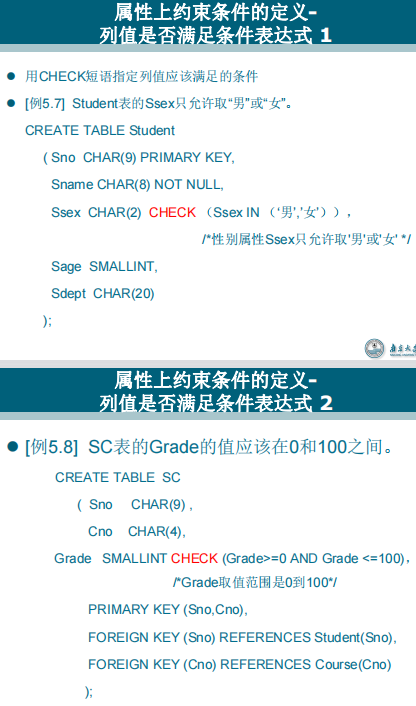 属性上约束条件的定义-
列值是否满足条件表达式 1
● 用CHECK短语指定列值应该满足的条件
● [例5.7] Student表的Ssex只允许取“男”或“女”。
CREATE TABLE Student
( Sno CHAR(9) PRIMARY KEY,
Sname CHAR(8) NOT NULL,
Ssex CHAR(2) CHECK （Ssex IN （‘男’,’女’）），
/*性别属性Ssex只允许取'男'或'女' */
Sage SMALLINT,
Sdept CHAR(20)
);
属性上约束条件的定义-
列值是否满足条件表达式 2
● [例5.8] SC表的Grade的值应该在0和100之间。
CREATE TABLE SC
( Sno CHAR(9) ,
Cno CHAR(4),
Grade SMALLINT CHECK (Grade>=0 AND Grade <=100)，
/*Grade取值范围是0到100*/
PRIMARY KEY (Sno,Cno),
FOREIGN KEY (Sno) REFERENCES Student(Sno),
FOREIGN KEY (Cno) REFERENCES Course(Cno)
);